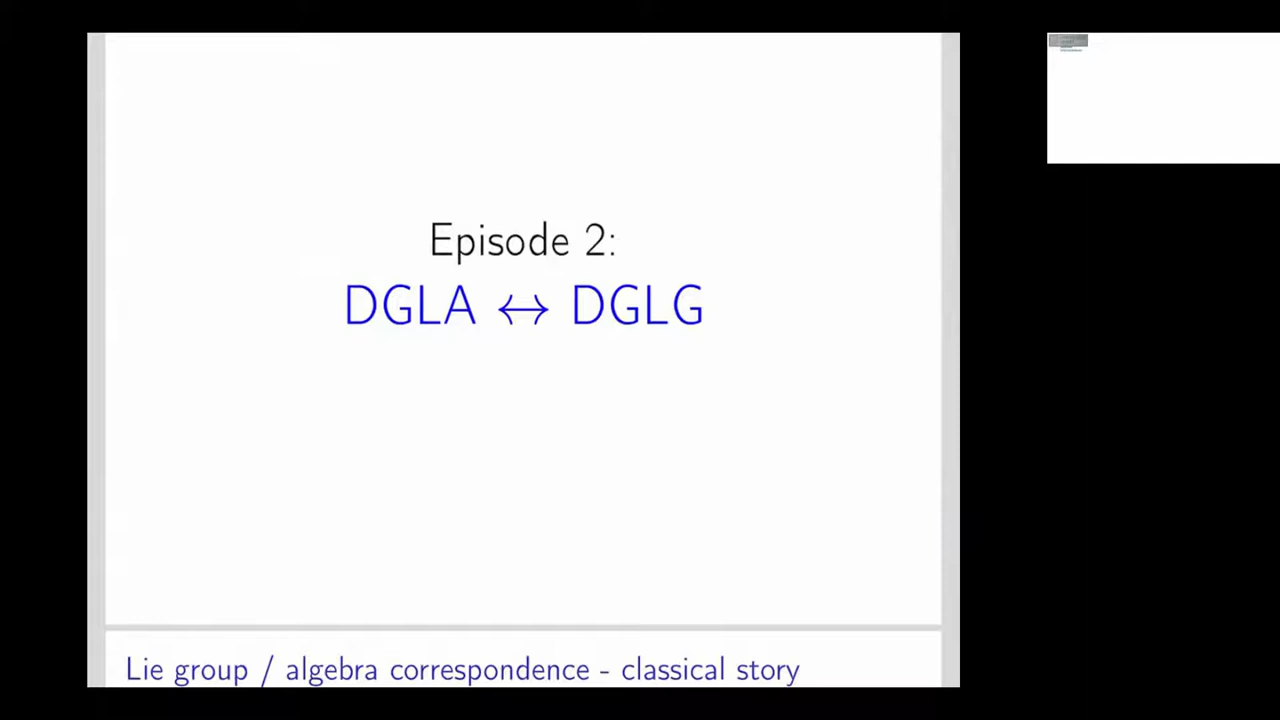 Episode 2:
DGLA ↔ DGLG
Lie group / algebra correspondence - classical story